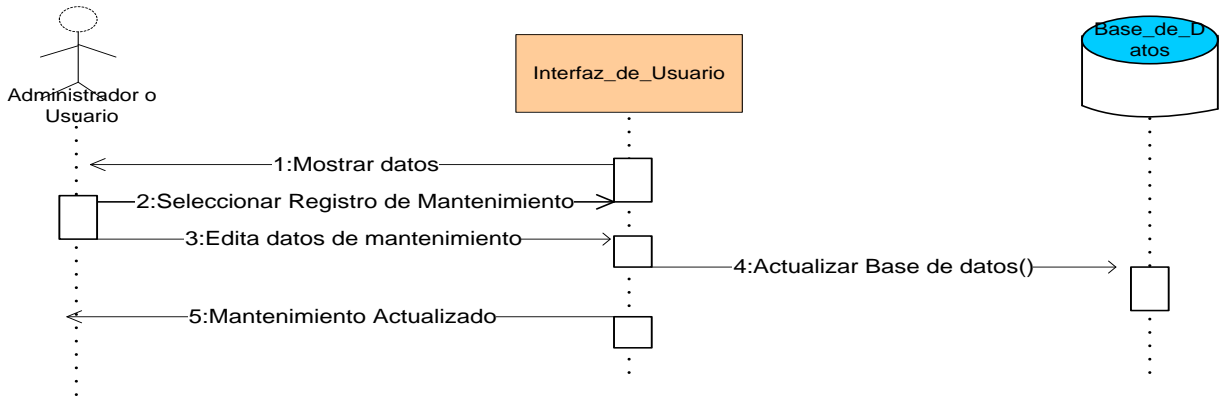 Administrador o
Usuario
Interfaz_de_Usuario
Base_de_D
atos
1:Mostrar datos
2:Seleccionar Registro de Mantenimiento
3:Edita datos de mantenimiento
4:Actualizar Base de datos()
5:Mantenimiento Actualizado